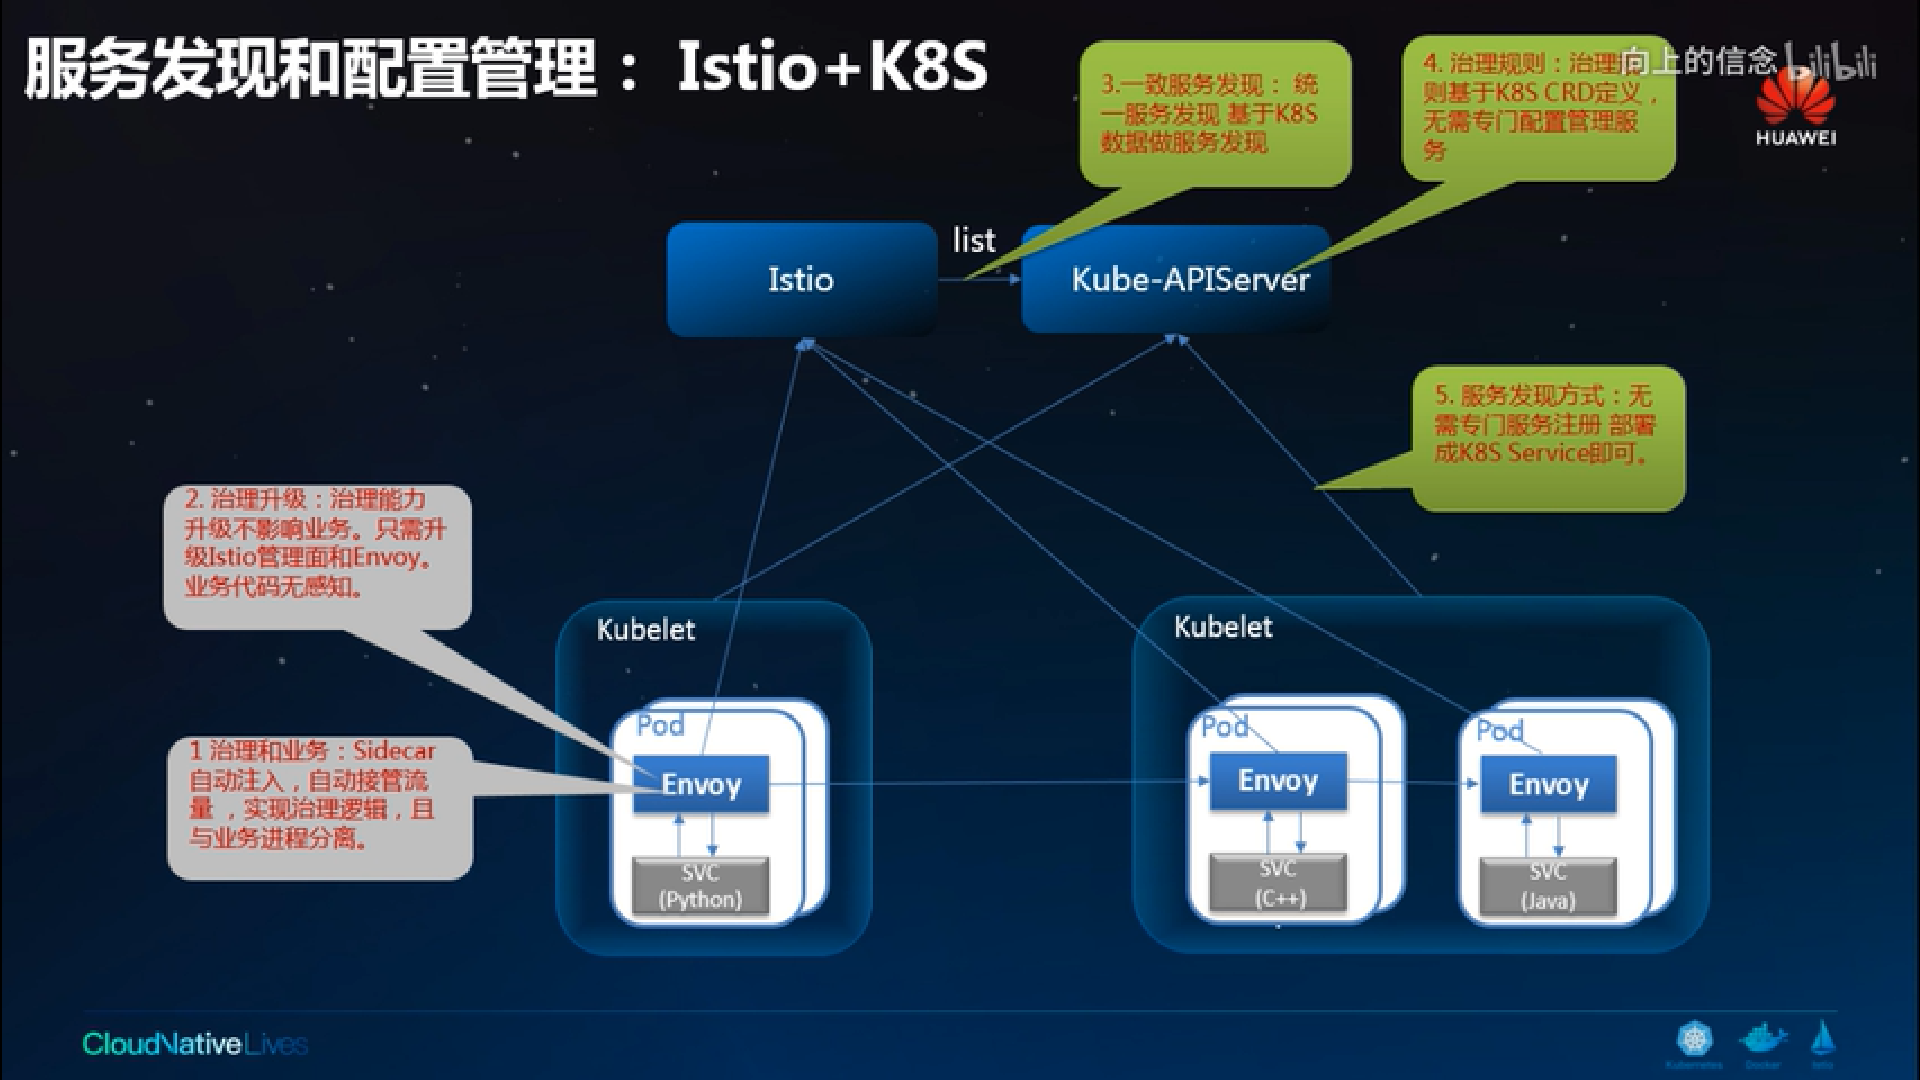 服务发现和配置管理： Istio+K8S
向上的信念 bilibili
HUAWEI
3.一致服务发现： 统
一服务发现 基于K8S
数据做服务发现
4. 治理规则：治理规
则基于K8S CRD定义，
无需专门配置管理服
务
Istio
list
Kube-APIServer
5. 服务发现方式：无
需专门服务注册 部署
成K8S Service即可。
2. 治理升级：治理能力
升级不影响业务。只需升
级Istio管理面和Envoy。
业务代码无感知。
1 治理和业务：Sidecar
自动注入，自动接管流
量 ，实现治理逻辑，且
与业务进程分离。
Kubelet
Pod
Envoy
SVC
(Python)
Kubelet
Pod
Envoy
SVC
(C++)
Pod
Envoy
SVC
(Java)
CloudNativeLives
Kubernetes
Docker
Istio